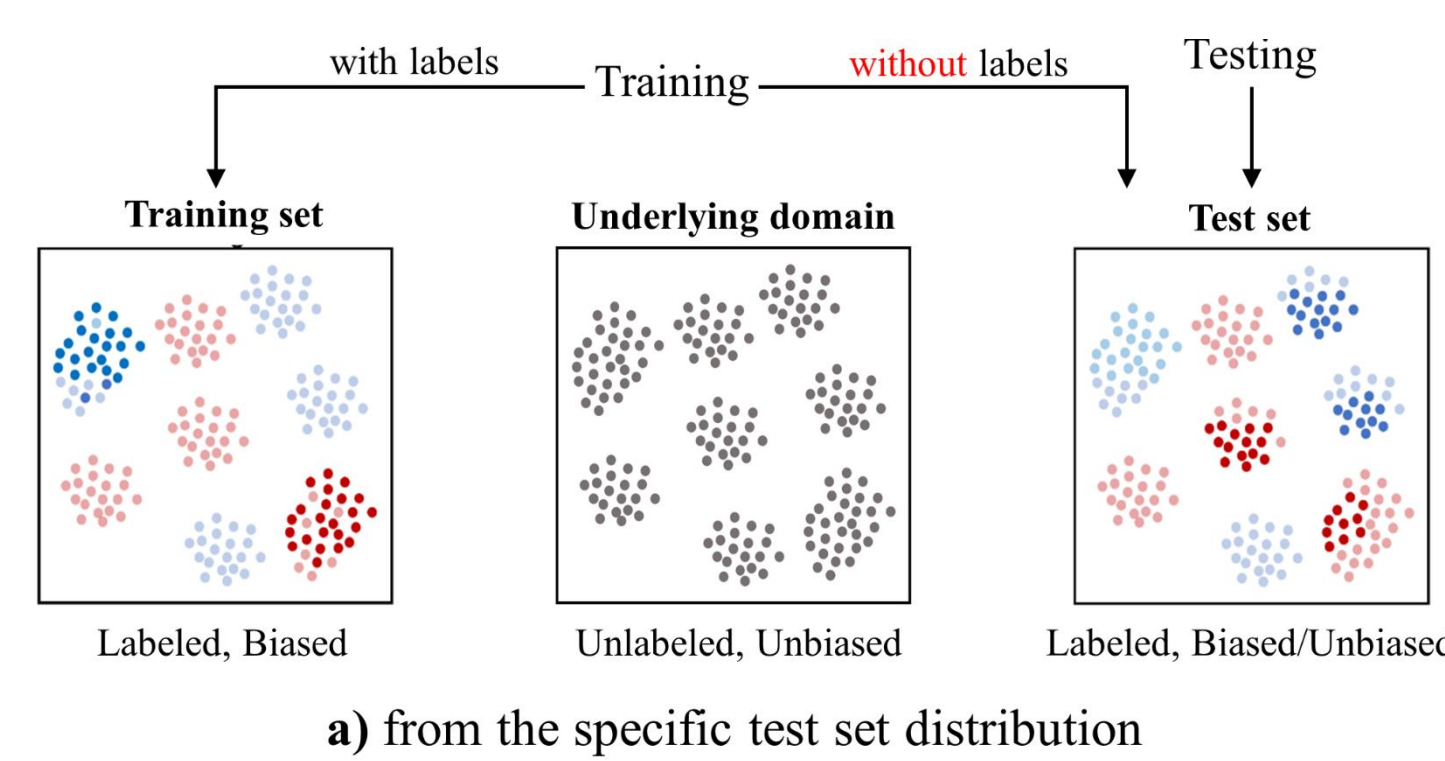 with labels
Training
without labels
Testing
Training set
Underlying domain
Test set
Labeled, Biased
Unlabeled, Unbiased
Labeled, Biased/Unbiased
a) from the specific test set distribution